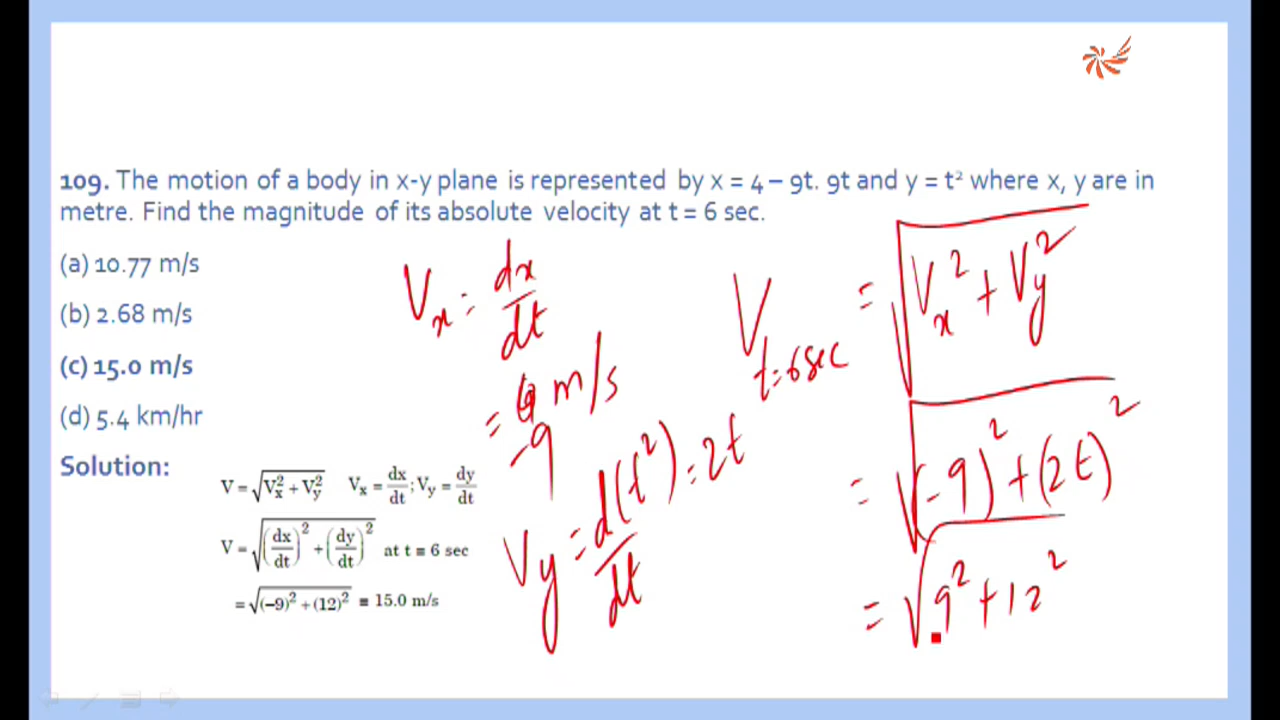 109. The motion of a body in x-y plane is represented by x = 4 – 9t. 9t and y = t² where x, y are in
metre. Find the magnitude of its absolute velocity at t = 6 sec.
(a) 10.77 m/s
(b) 2.68 m/s
(c) 15.0 m/s
(d) 5.4 km/hr
Solution:
V = √(Vx² + Vy²) Vx = dx/dt ; Vy = dy/dt
V = √((dx/dt)² + (dy/dt)²) at t = 6 sec
= √((–9)² + (12)²) = 15.0 m/s
Vx = dx/dt
= m/s
-9
Vy = d(t²)/dt = 2t
V t=6sec = √(Vx² + Vy²)
= √((-9)² + (2t)²)
= √(9² + 12²)